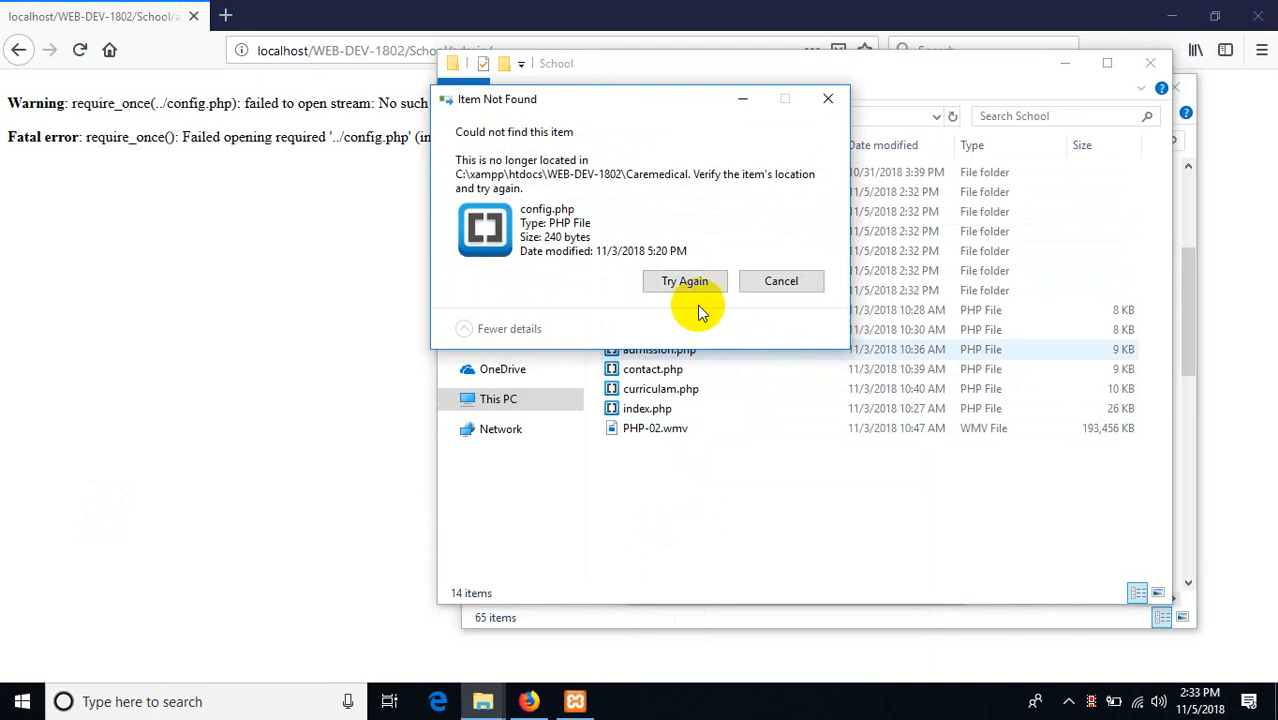 localhost/WEB-DEV-1802/School/a
localhost/WEB-DEV-1802/School/admin/
Search
Warning: require_once(../config.php): failed to open stream: No such
Fatal error: require_once(): Failed opening required '../config.php' (in
School
Search School
Date modified Type Size
10/31/2018 3:39 PM File folder
11/5/2018 2:32 PM File folder
11/5/2018 2:32 PM File folder
11/5/2018 2:32 PM File folder
11/5/2018 2:32 PM File folder
11/5/2018 2:32 PM File folder
11/5/2018 2:32 PM File folder
11/3/2018 10:28 AM PHP File 8 KB
11/3/2018 10:30 AM PHP File 8 KB
admission.php 11/3/2018 10:36 AM PHP File 9 KB
contact.php 11/3/2018 10:39 AM PHP File 9 KB
curriculam.php 11/3/2018 10:40 AM PHP File 10 KB
index.php 11/3/2018 10:27 AM PHP File 26 KB
PHP-02.wmv 11/3/2018 10:47 AM WMV File 193,456 KB
OneDrive
This PC
Network
14 items
65 items
Item Not Found
Could not find this item
This is no longer located in
C:\xampp\htdocs\WEB-DEV-1802\Caremedical. Verify the item's location
and try again.
config.php
Type: PHP File
Size: 240 bytes
Date modified: 11/3/2018 5:20 PM
Try Again Cancel
Fewer details
Type here to search
2:33 PM
11/5/2018